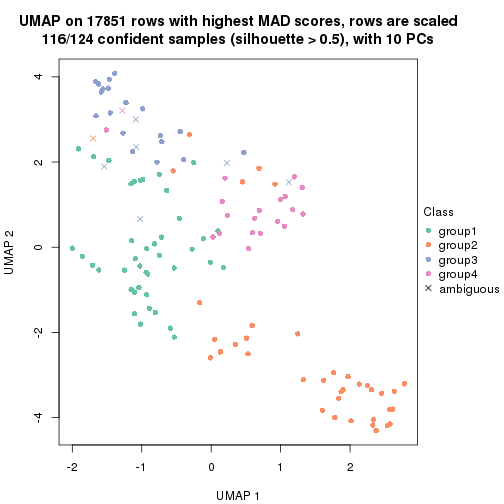 UMAP on 17851 rows with highest MAD scores, rows are scaled
116/124 confident samples (silhouette > 0.5), with 10 PCs
4
2
0
-2
-4
UMAP 2
-2
-1
0
1
2
UMAP 1
Class
group1
group2
group3
group4
ambiguous